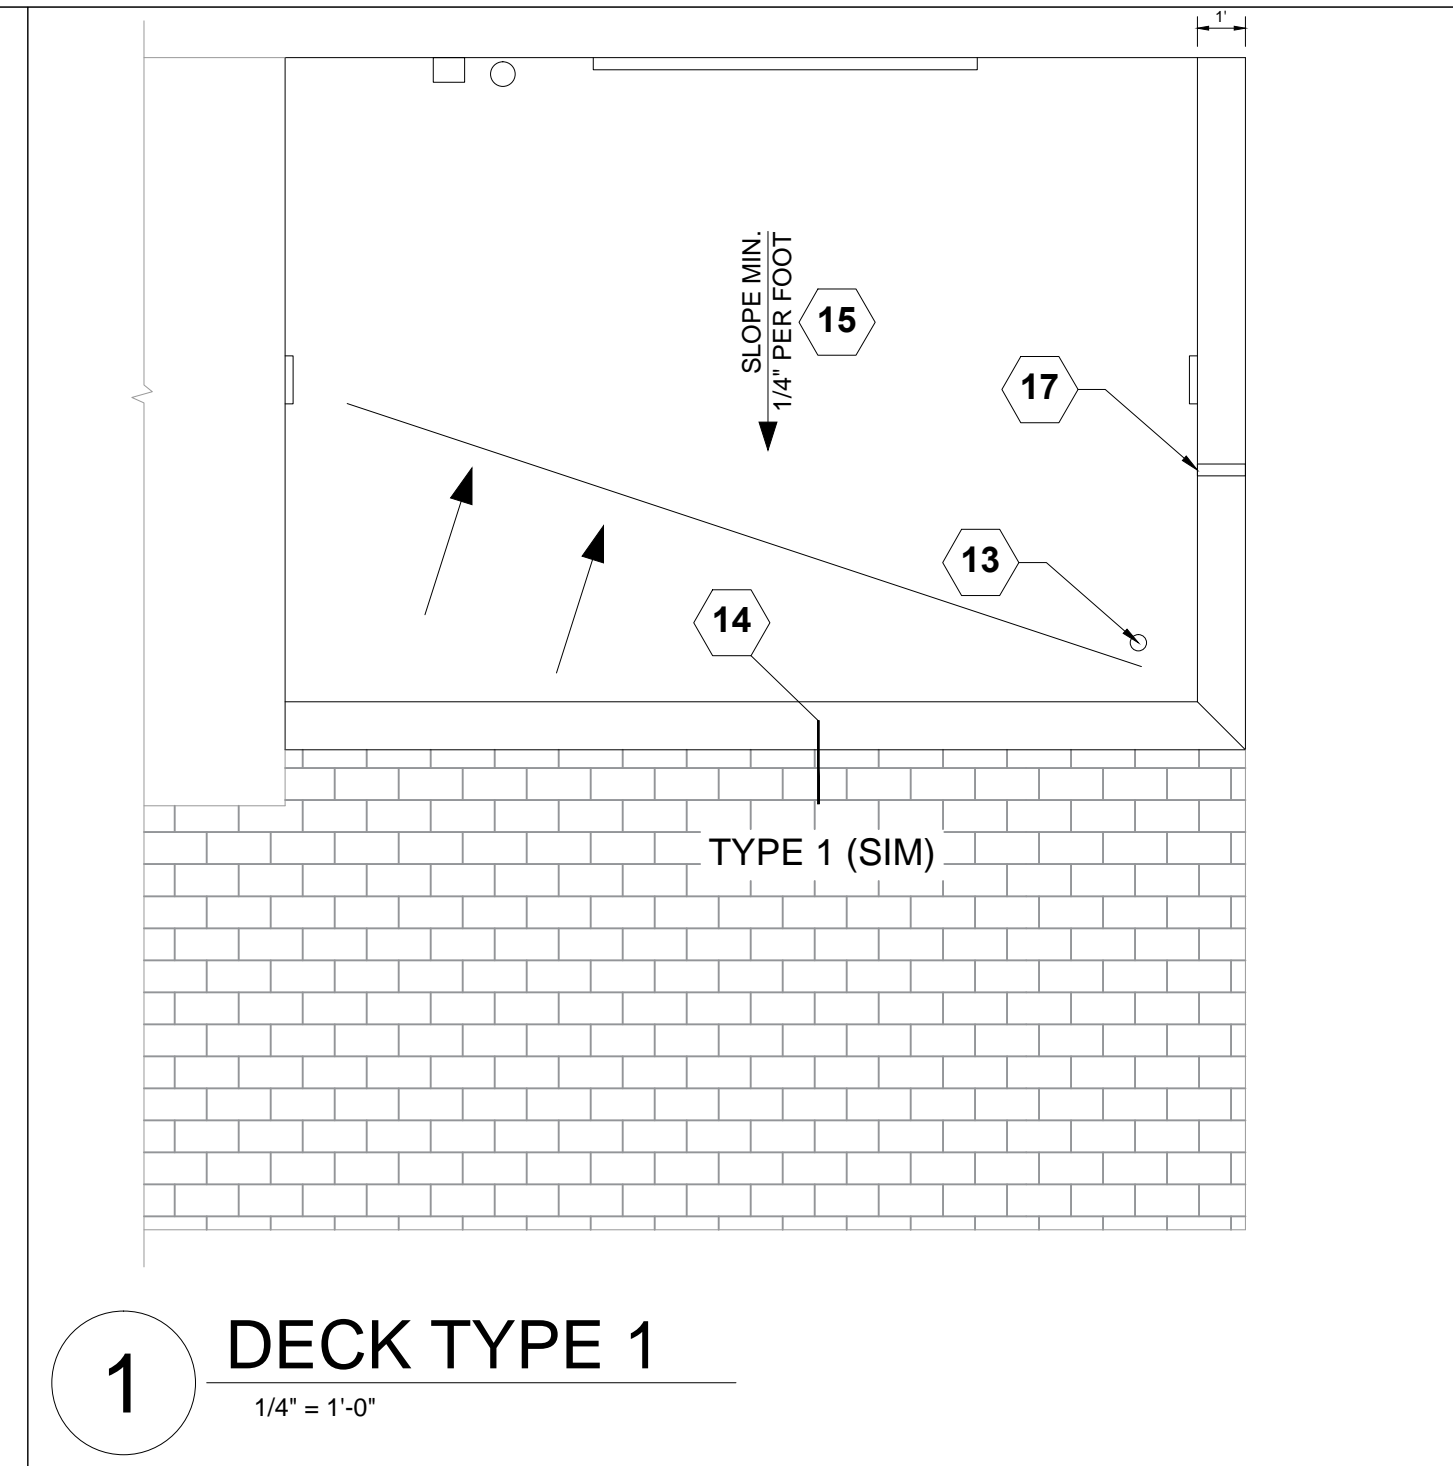 1'
SLOPE MIN.
1/4" PER FOOT
15
17
13
14
TYPE 1 (SIM)
1
DECK TYPE 1
1/4" = 1'-0"